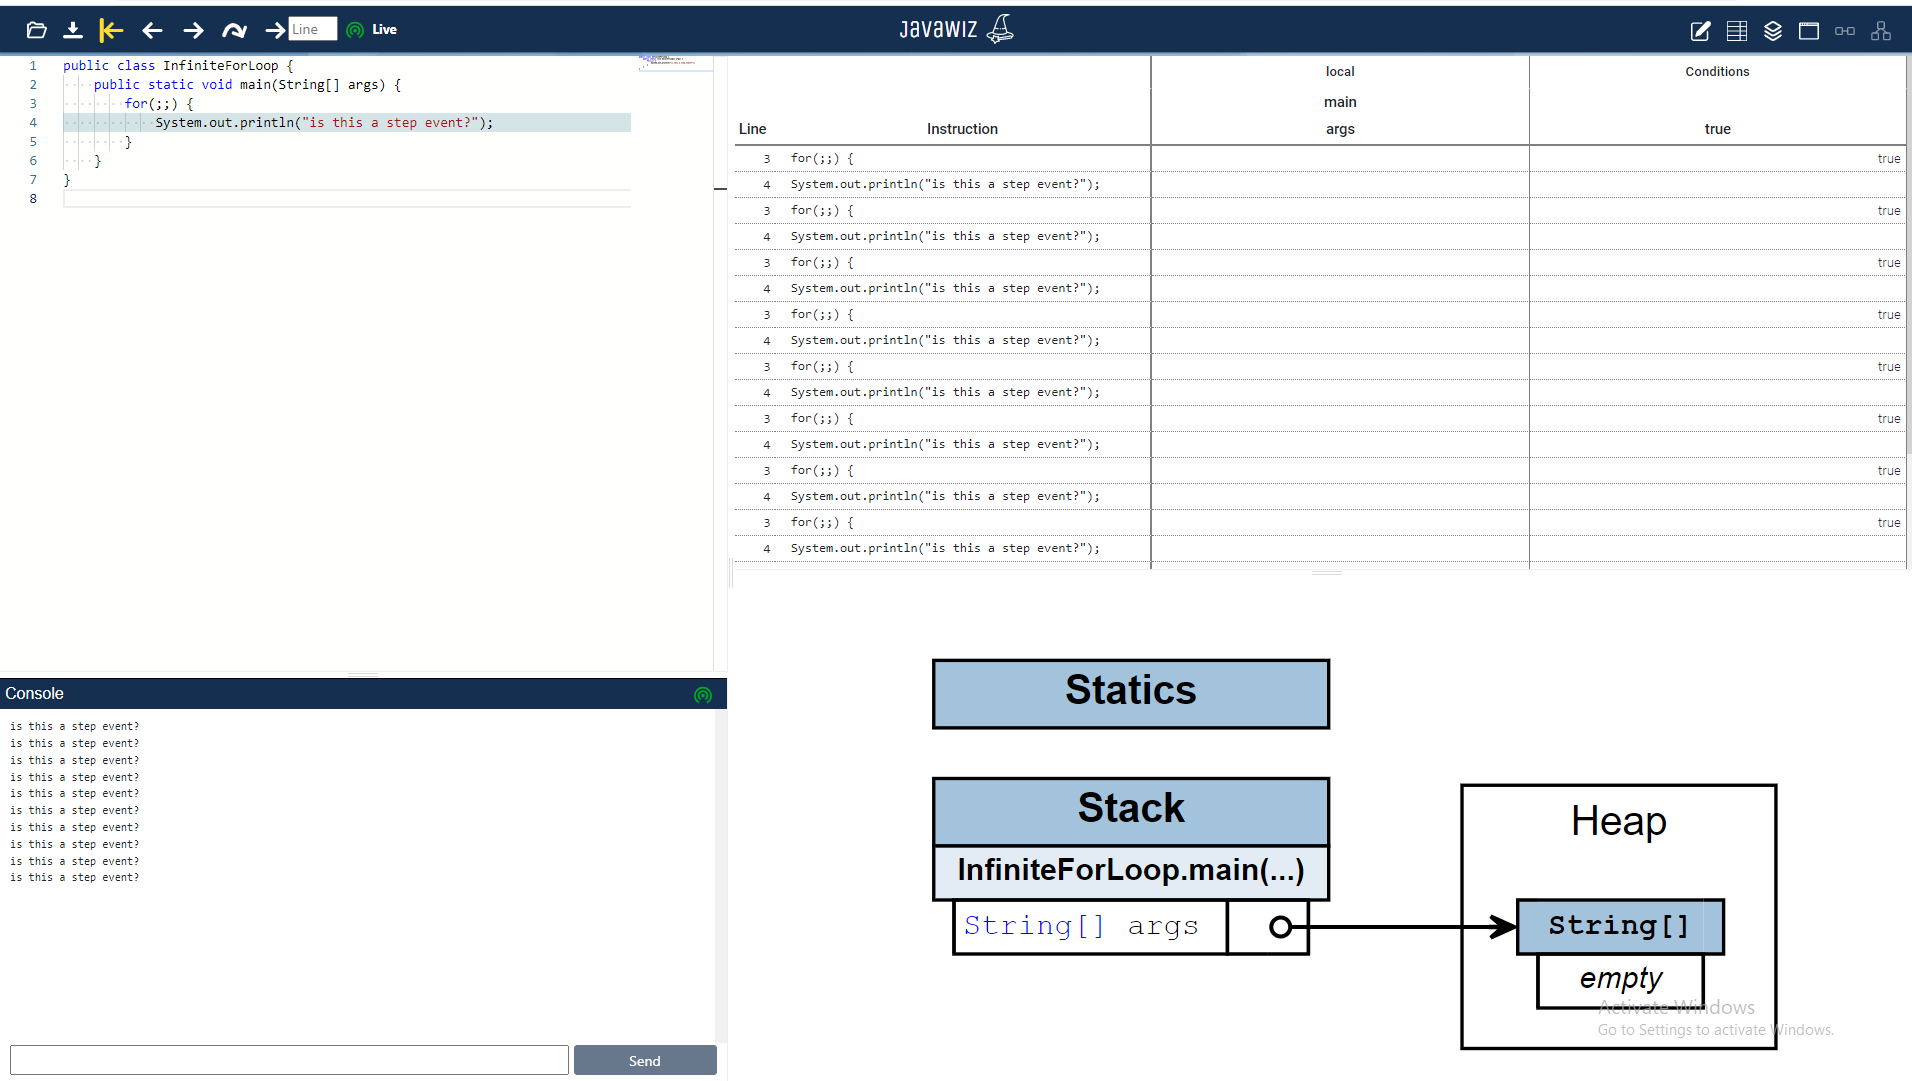 Line
Live
JavaWIZ
1 public class InfiniteForLoop {
2 public static void main(String[] args) {
3 for(;;) {
4 System.out.println("is this a step event?");
5 }
6 }
7 }
8
local Conditions
main
Line Instruction args true
3 for(;;) { true
4 System.out.println("is this a step event?");
3 for(;;) { true
4 System.out.println("is this a step event?");
3 for(;;) { true
4 System.out.println("is this a step event?");
3 for(;;) { true
4 System.out.println("is this a step event?");
3 for(;;) { true
4 System.out.println("is this a step event?");
3 for(;;) { true
4 System.out.println("is this a step event?");
3 for(;;) { true
4 System.out.println("is this a step event?");
3 for(;;) { true
4 System.out.println("is this a step event?");
Console
is this a step event?
is this a step event?
is this a step event?
is this a step event?
is this a step event?
is this a step event?
is this a step event?
is this a step event?
is this a step event?
is this a step event?
Send
Statics
Stack
InfiniteForLoop.main(...)
String[] args
Heap
String[]
empty
Activate Windows
Go to Settings to activate Windows.